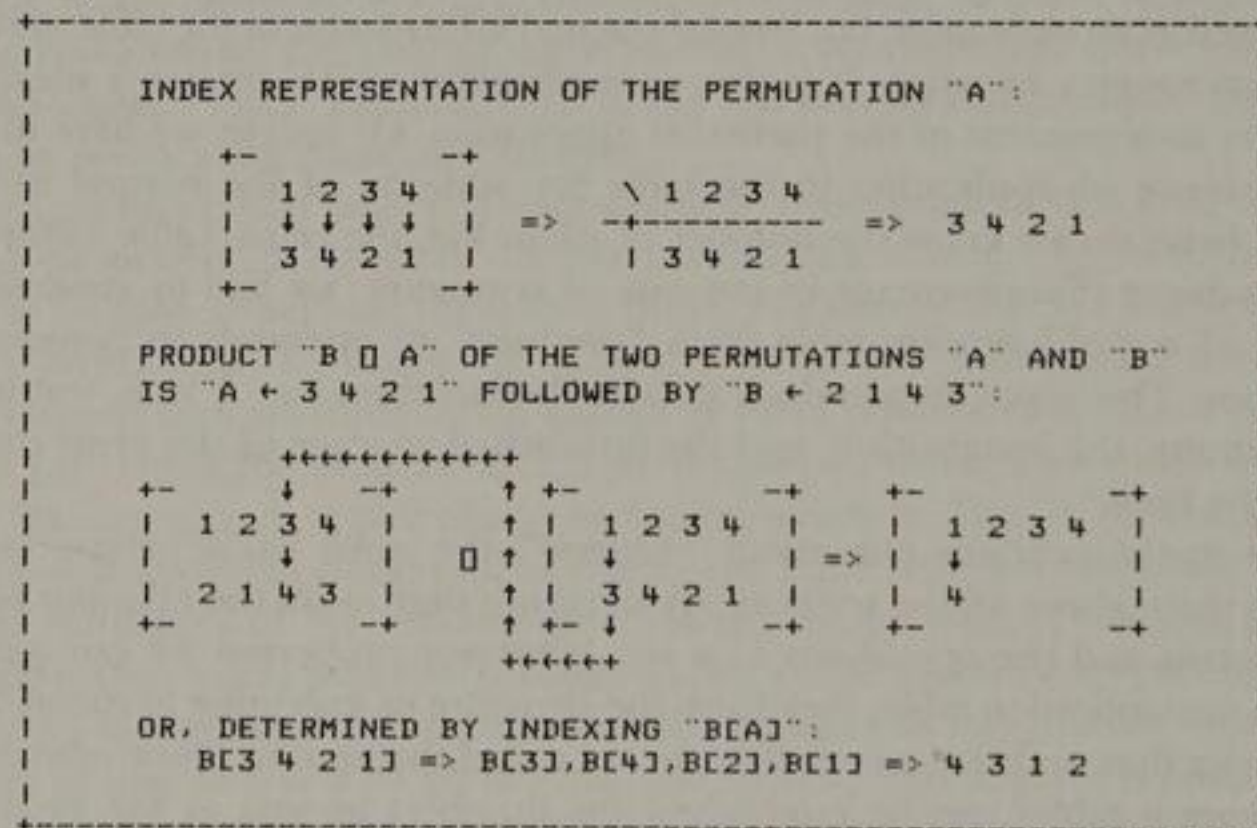 +--------------------------------------------------
|
|    INDEX REPRESENTATION OF THE PERMUTATION ¨A¨:
|
|       +-           -+
|       |  1 2 3 4  |       \ 1 2 3 4
|       |  ↓ ↓ ↓ ↓  |  =>  -+----------  =>  3 4 2 1
|       |  3 4 2 1  |       | 3 4 2 1
|       +-           -+
|
|    PRODUCT ¨B ▯ A¨ OF THE TWO PERMUTATIONS ¨A¨ AND ¨B¨
|    IS ¨A ← 3 4 2 1¨ FOLLOWED BY ¨B ← 2 1 4 3¨:
|
|          +←←←←←←←←←←←+
|    +-    ↓   -+      ↑ +-          -+    +-          -+
|    |  1 2 3 4  |     ↑ |  1 2 3 4  |    |  1 2 3 4  |
|    |      ↓    |   ▯ ↑ |  ↓        | => |  ↓        |
|    |  2 1 4 3  |     ↑ |  3 4 2 1  |    |  4        |
|    +-        -+      ↑ +- ↓        -+    +-          -+
|                      +←←←←←+
|
|    OR, DETERMINED BY INDEXING ¨B[A]¨:
|       B[3 4 2 1] => B[3],B[4],B[2],B[1] => 4 3 1 2
|
+--------------------------------------------------